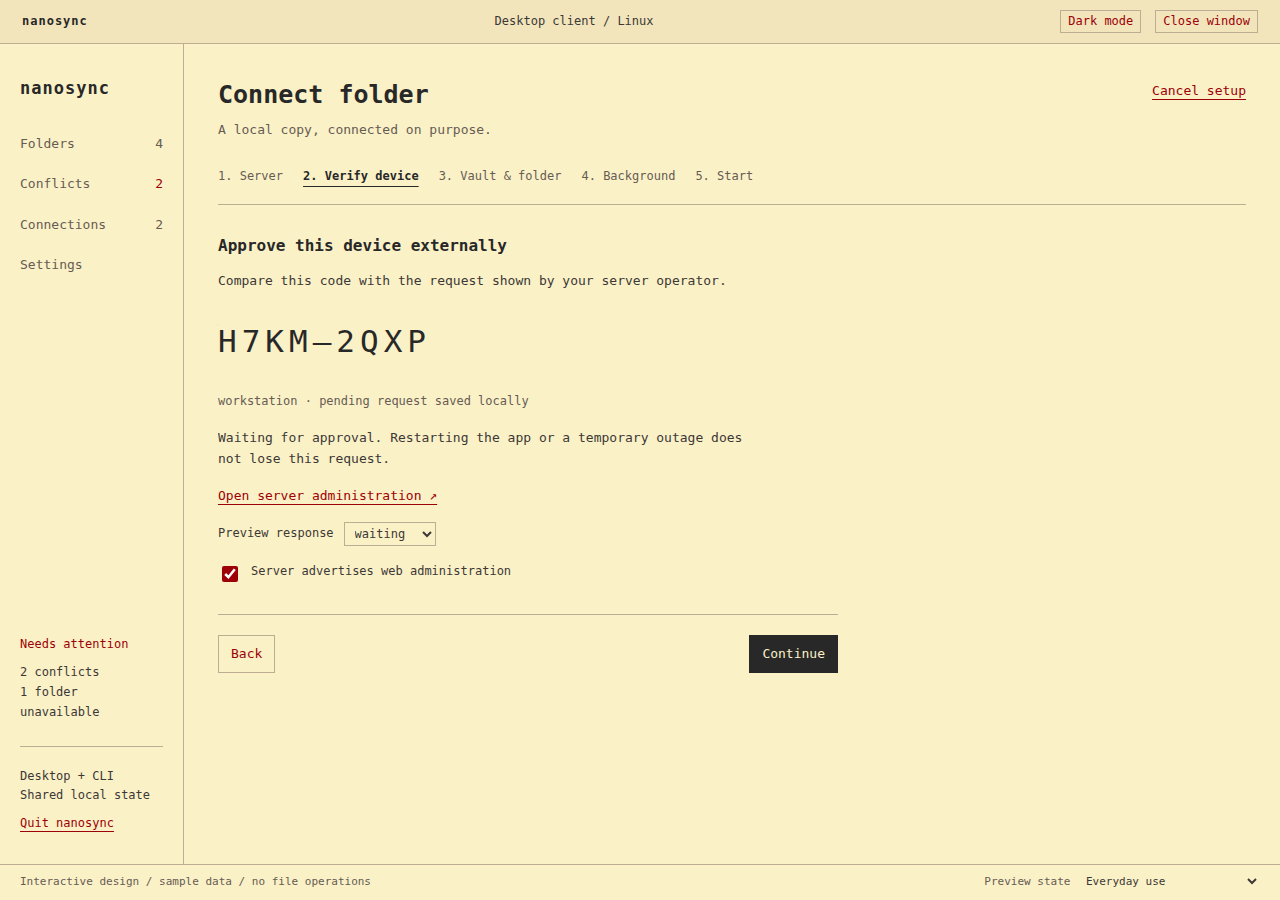 nanosync
Desktop client / Linux
Dark mode
Close window
nanosync
Folders 4
Conflicts 2
Connections 2
Settings
Needs attention
2 conflicts
1 folder
unavailable
Desktop + CLI
Shared local state
Quit nanosync
Connect folder
Cancel setup
A local copy, connected on purpose.
1. Server 2. Verify device 3. Vault & folder 4. Background 5. Start
Approve this device externally
Compare this code with the request shown by your server operator.
H7KM–2QXP
workstation · pending request saved locally
Waiting for approval. Restarting the app or a temporary outage does
not lose this request.
Open server administration ↗
Preview response waiting
Server advertises web administration
Back
Continue
Interactive design / sample data / no file operations
Preview state Everyday use